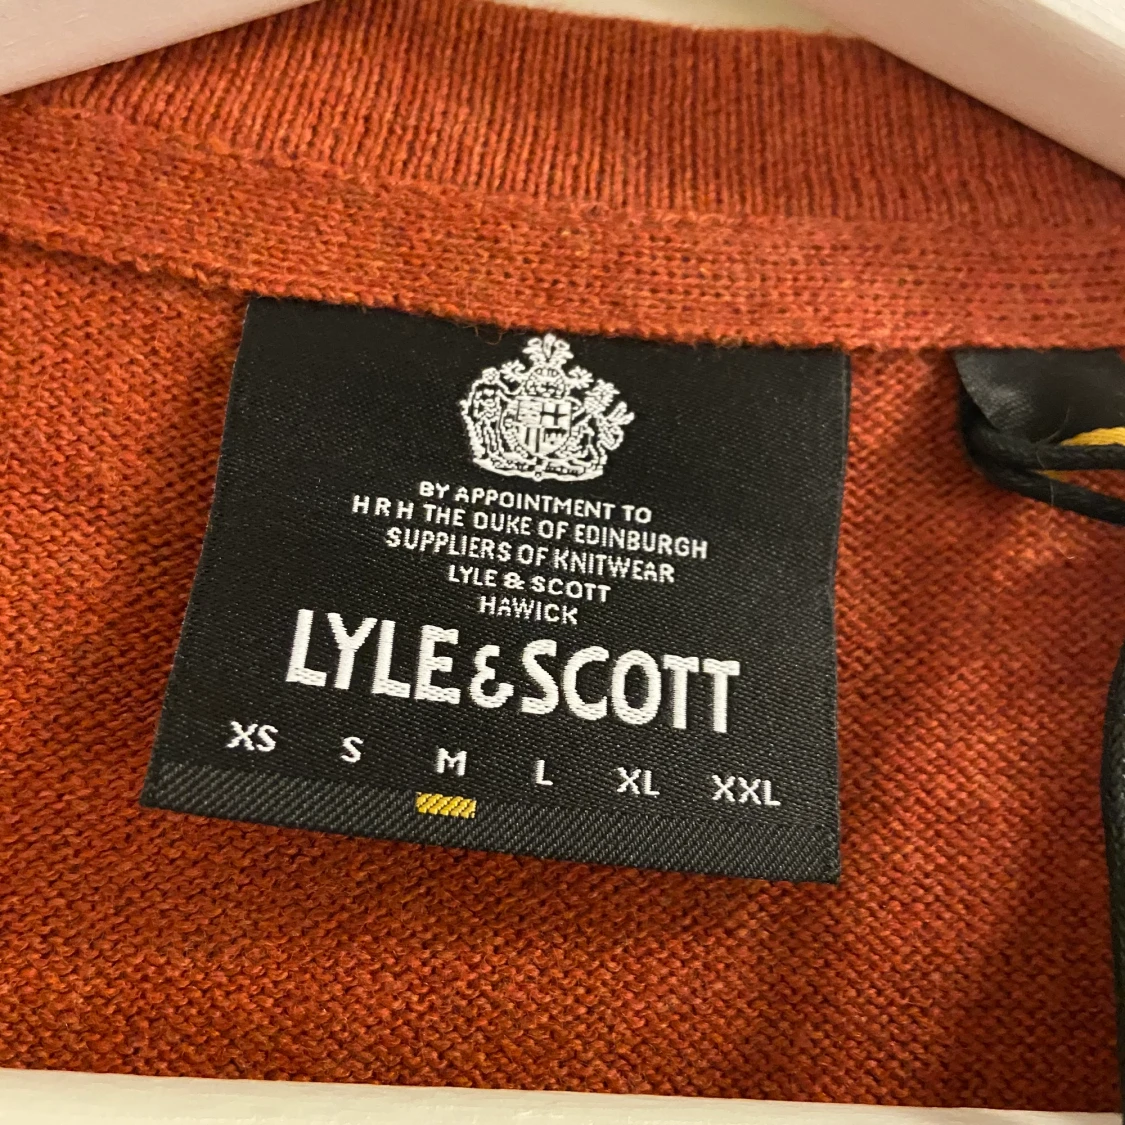 BY APPOINTMENT TO
H R H THE DUKE OF EDINBURGH
SUPPLIERS OF KNITWEAR
LYLE & SCOTT
HAWICK
LYLE & SCOTT
XS S M L XL XXL